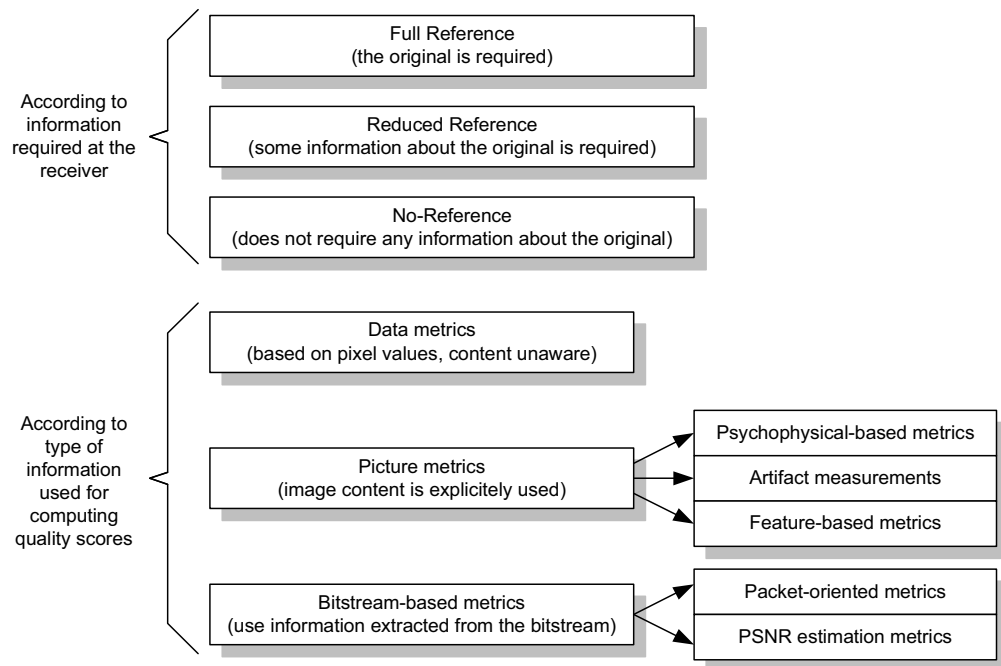 According to
information
required at the
receiver
Full Reference
(the original is required)
Reduced Reference
(some information about the original is required)
No-Reference
(does not require any information about the original)
According to
type of
information
used for
computing
quality scores
Data metrics
(based on pixel values, content unaware)
Picture metrics
(image content is explicitely used)
Psychophysical-based metrics
Artifact measurements
Feature-based metrics
Bitstream-based metrics
(use information extracted from the bitstream)
Packet-oriented metrics
PSNR estimation metrics